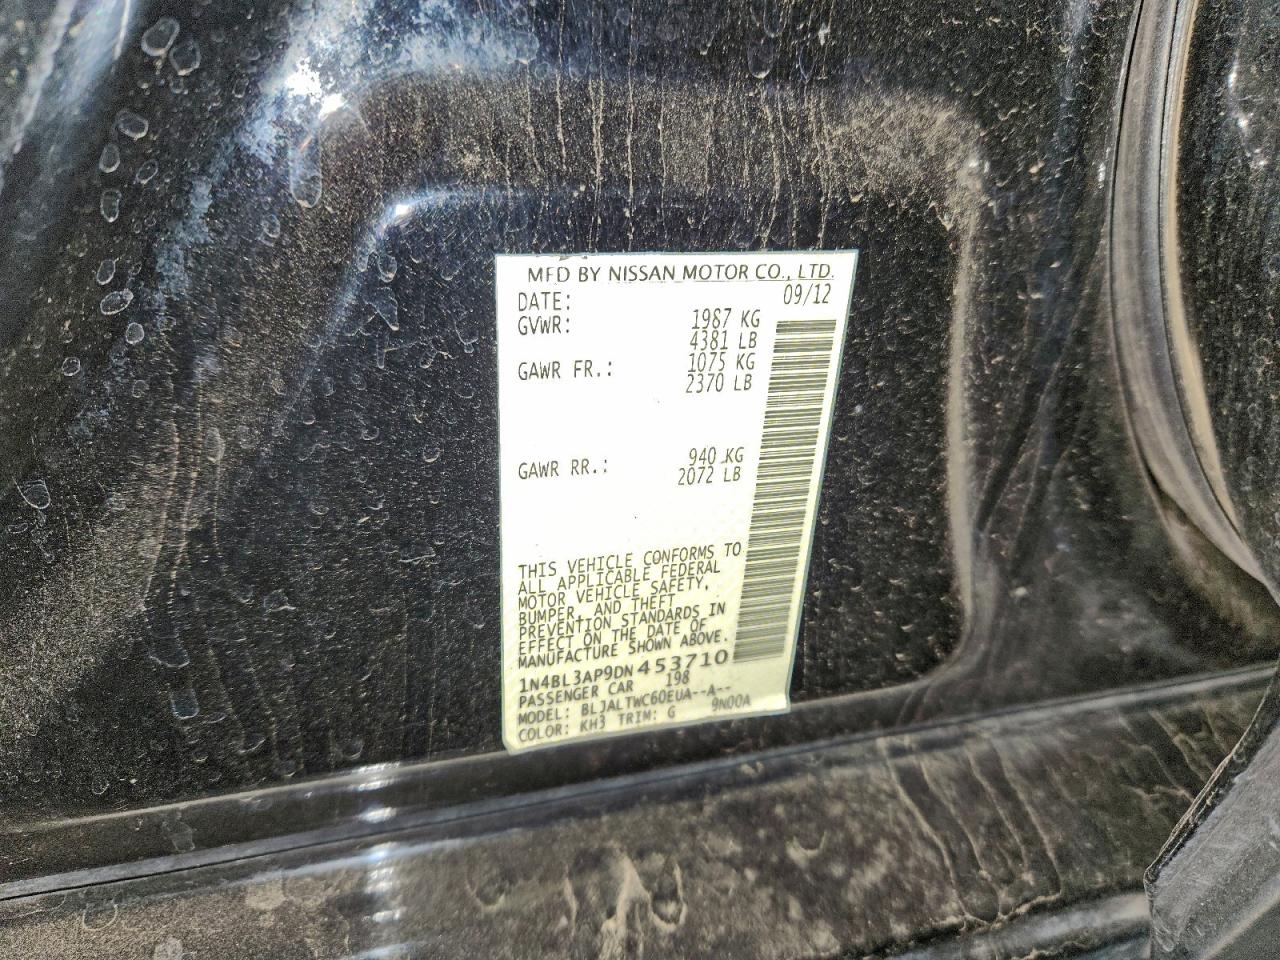 MFD BY NISSAN MOTOR CO., LTD.
DATE: 09/12
GVWR: 1987 KG
4381 LB
GAWR FR.: 1075 KG
2370 LB
GAWR RR.: 940 KG
2072 LB
THIS VEHICLE CONFORMS TO
ALL APPLICABLE FEDERAL
MOTOR VEHICLE SAFETY,
BUMPER, AND THEFT
PREVENTION STANDARDS IN
EFFECT ON THE DATE OF
MANUFACTURE SHOWN ABOVE.
1N4BL3AP9DN453710
PASSENGER CAR 198
MODEL: BLJALTWC60EUA--A--
COLOR: KH3 TRIM: G 9N00A